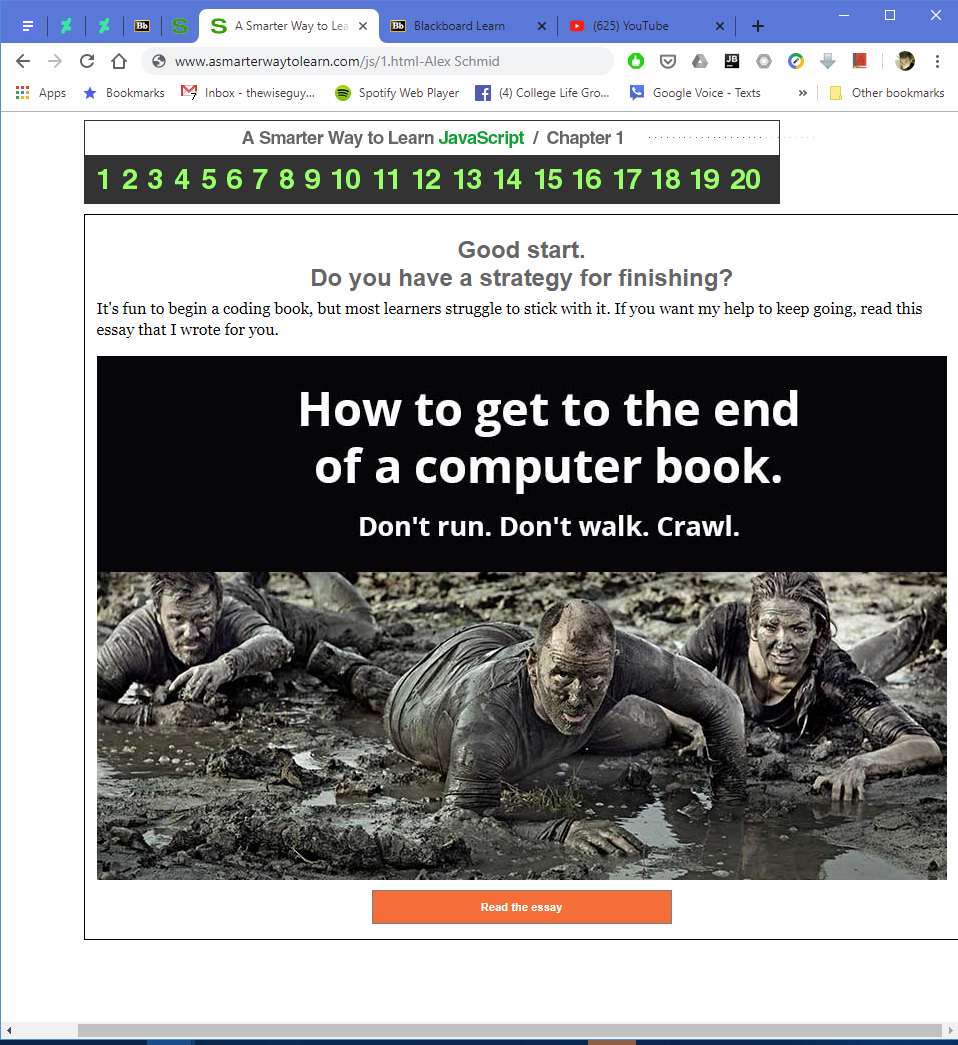 Bb
A Smarter Way to Lea
Bb
Blackboard Learn
(625) YouTube
www.asmarterwaytolearn.com/js/1.html-Alex Schmid
JB
Apps
Bookmarks
7
Inbox - thewiseguy...
Spotify Web Player
(4) College Life Gro...
Google Voice - Texts
»
Other bookmarks
A Smarter Way to Learn JavaScript / Chapter 1
1 2 3 4 5 6 7 8 9 10 11 12 13 14 15 16 17 18 19 20
Good start.
Do you have a strategy for finishing?
It's fun to begin a coding book, but most learners struggle to stick with it. If you want my help to keep going, read this
essay that I wrote for you.
How to get to the end
of a computer book.
Don't run. Don't walk. Crawl.
Read the essay